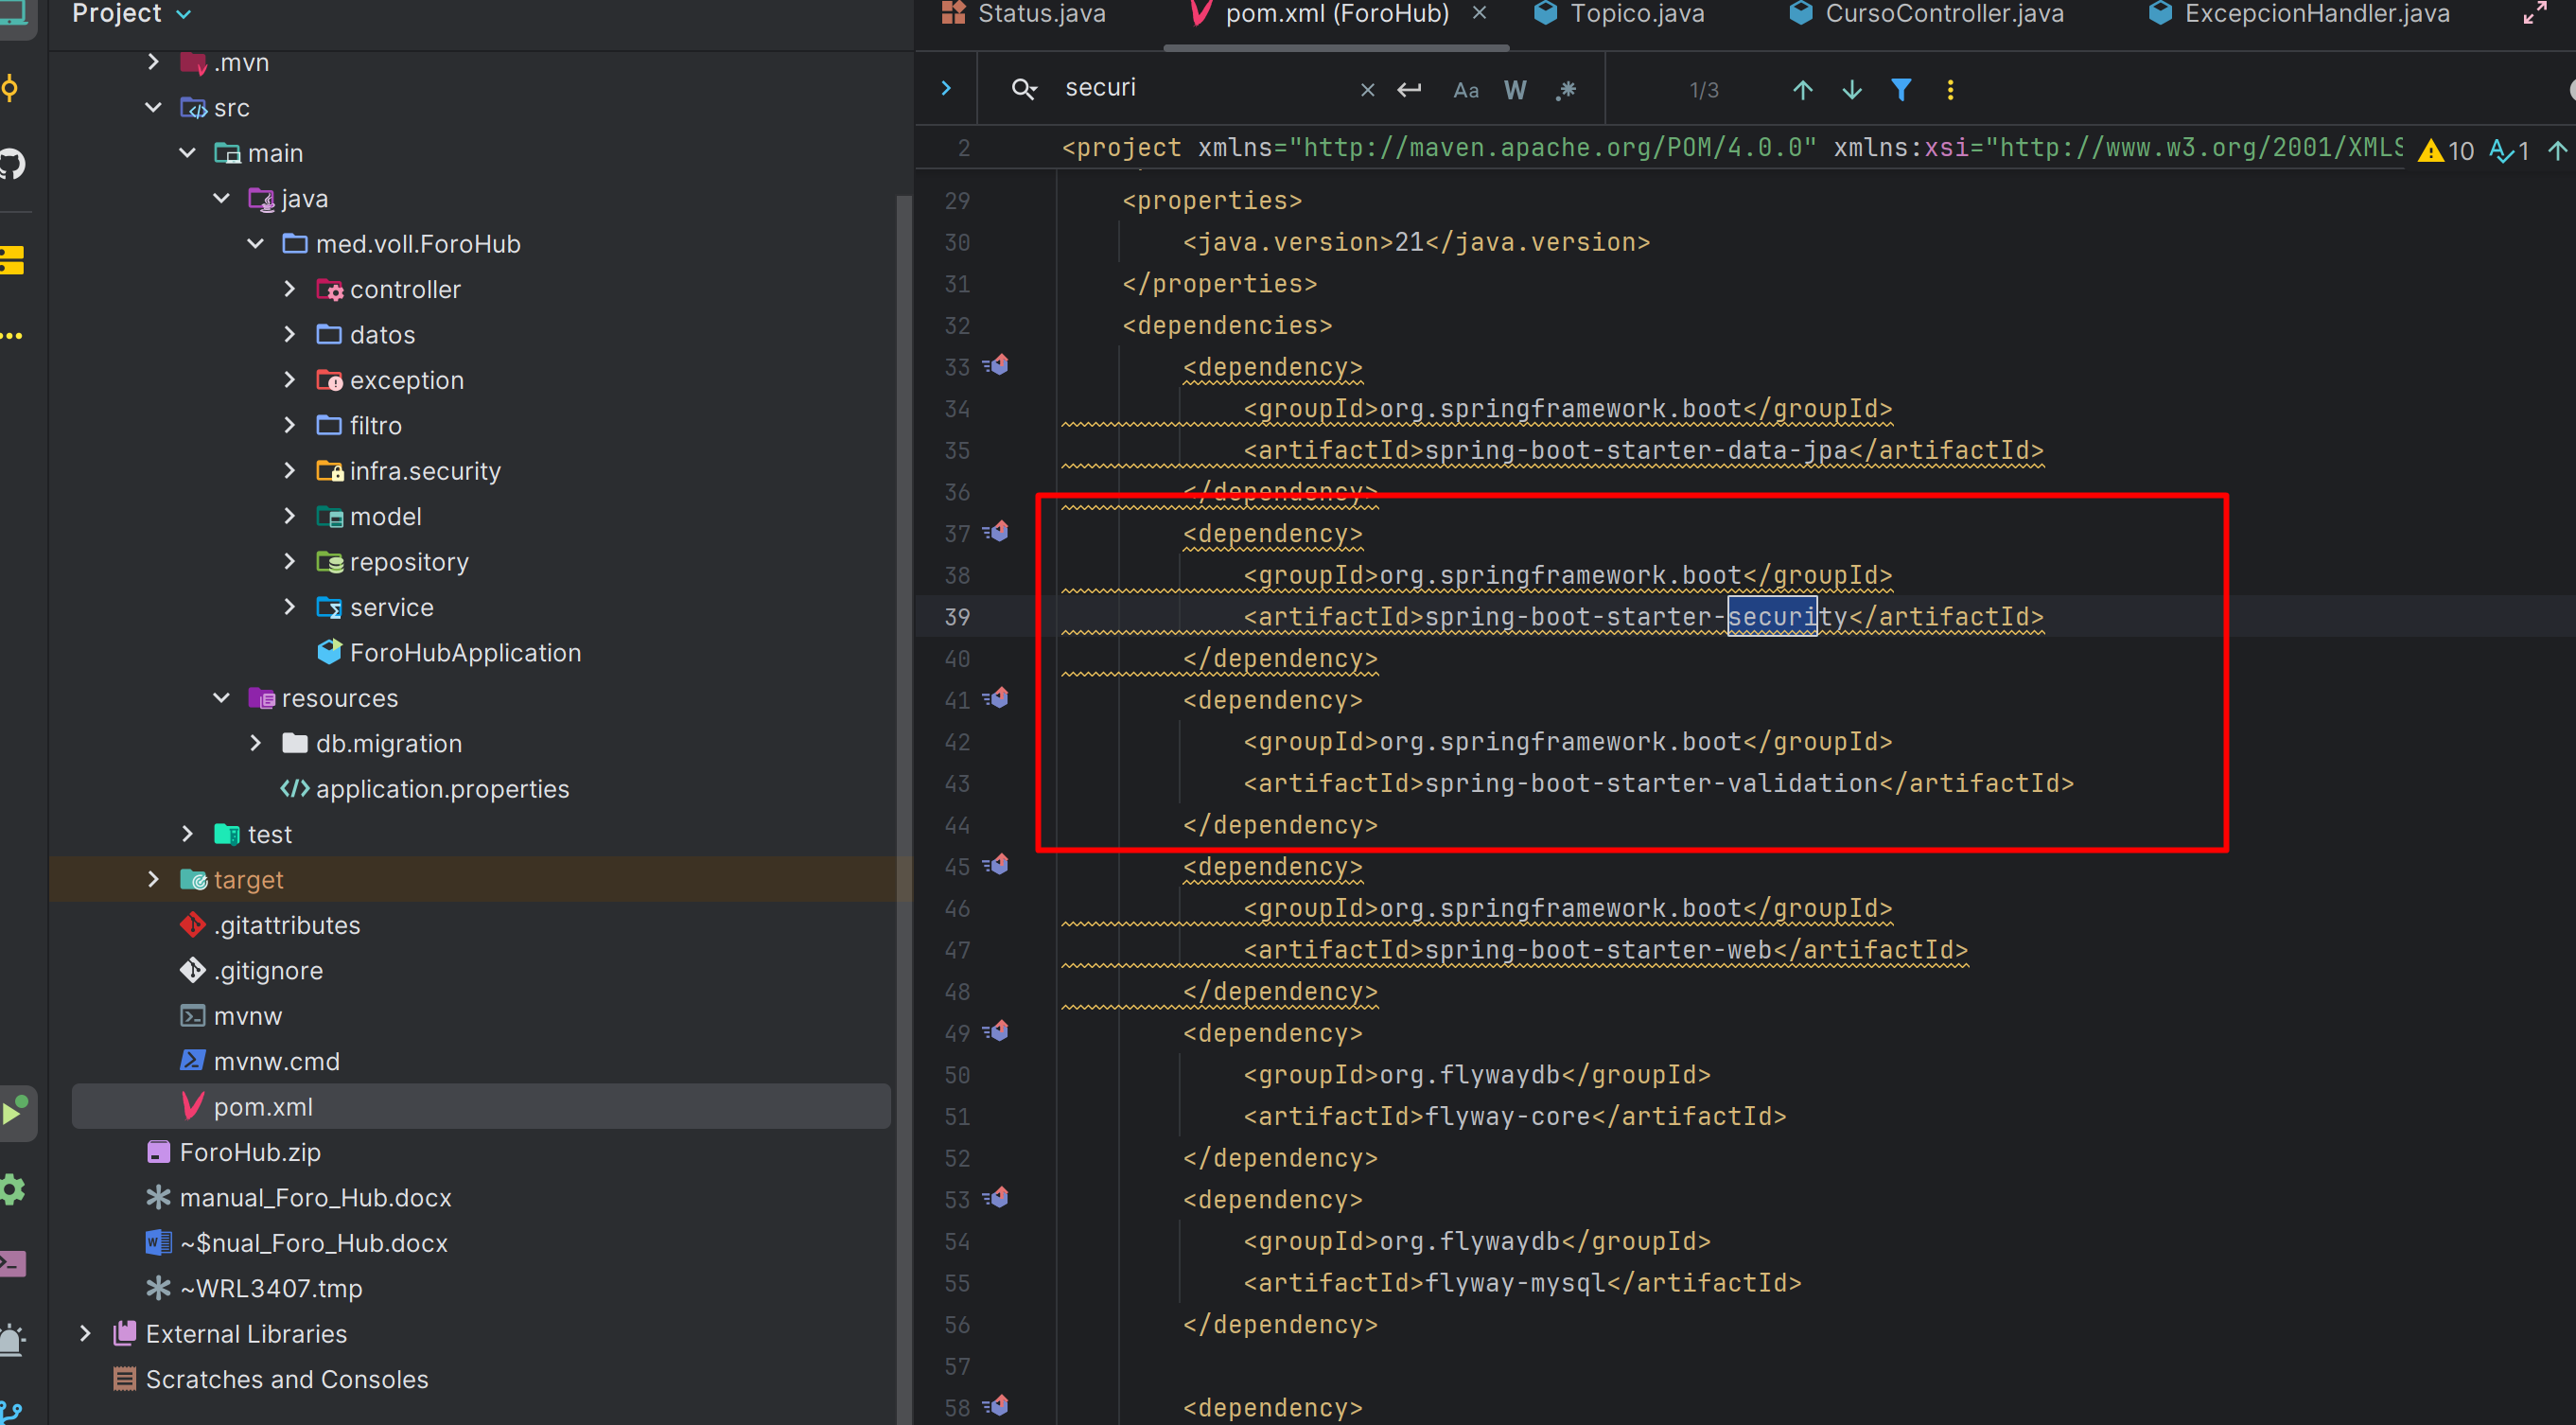 Project
.mvn
src
main
java
med.voll.ForoHub
controller
datos
exception
filtro
infra.security
model
repository
service
ForoHubApplication
resources
db.migration
application.properties
test
target
.gitattributes
.gitignore
mvnw
mvnw.cmd
pom.xml
ForoHub.zip
manual_Foro_Hub.docx
~$nual_Foro_Hub.docx
~WRL3407.tmp
External Libraries
Scratches and Consoles
Status.java
pom.xml (ForoHub)
Topico.java
CursoController.java
ExcepcionHandler.java
securi
Aa
W
.*
1/3
2 <project xmlns="http://maven.apache.org/POM/4.0.0" xmlns:xsi="http://www.w3.org/2001/XMLS
10
1
29 <properties>
30 <java.version>21</java.version>
31 </properties>
32 <dependencies>
33 <dependency>
34 <groupId>org.springframework.boot</groupId>
35 <artifactId>spring-boot-starter-data-jpa</artifactId>
36 </dependency>
37 <dependency>
38 <groupId>org.springframework.boot</groupId>
39 <artifactId>spring-boot-starter-security</artifactId>
40 </dependency>
41 <dependency>
42 <groupId>org.springframework.boot</groupId>
43 <artifactId>spring-boot-starter-validation</artifactId>
44 </dependency>
45 <dependency>
46 <groupId>org.springframework.boot</groupId>
47 <artifactId>spring-boot-starter-web</artifactId>
48 </dependency>
49 <dependency>
50 <groupId>org.flywaydb</groupId>
51 <artifactId>flyway-core</artifactId>
52 </dependency>
53 <dependency>
54 <groupId>org.flywaydb</groupId>
55 <artifactId>flyway-mysql</artifactId>
56 </dependency>
57
58 <dependency>